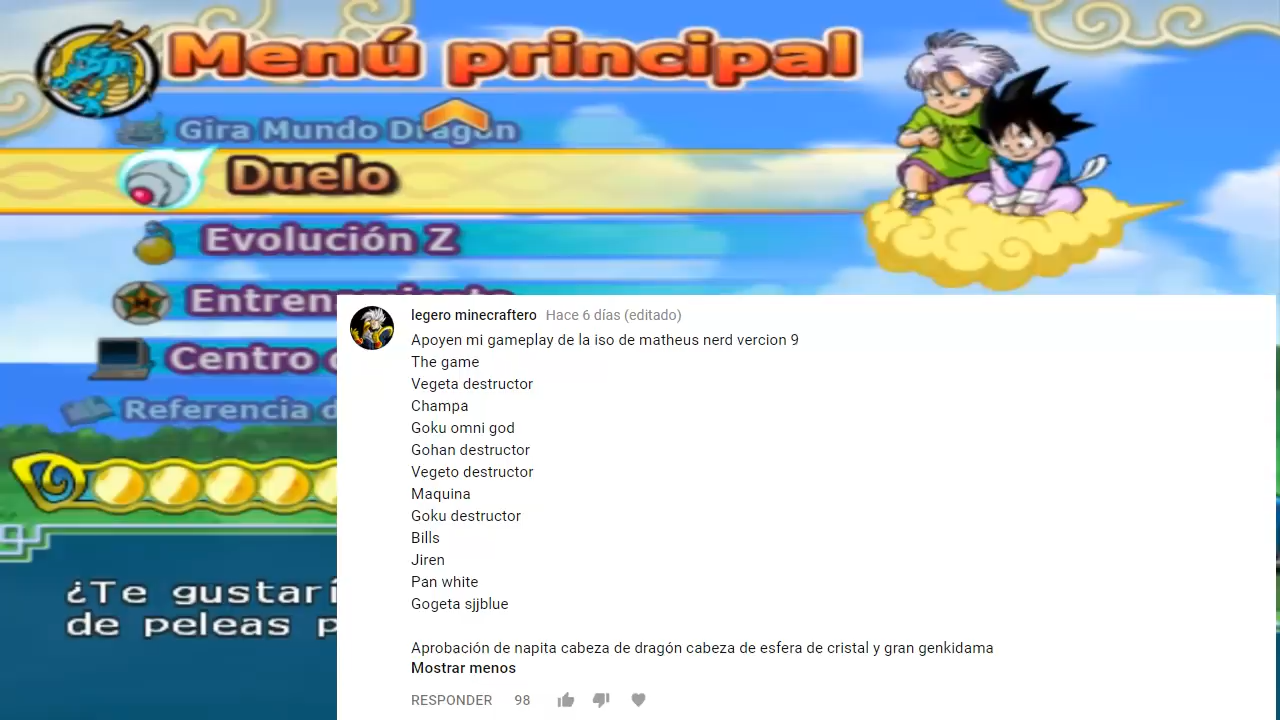 Menú principal
Gira Mundo Dragon
Duelo
Evolución Z
Centro
Referencia
¿Te
de peleas
legero minecraftero Hace 6 días (editado)
Apoyen mi gameplay de la iso de matheus nerd vercion 9
The game
Vegeta destructor
Champa
Goku omni god
Gohan destructor
Vegeto destructor
Maquina
Goku destructor
Bills
Jiren
Pan white
Gogeta sjjblue
Aprobación de napita cabeza de dragón cabeza de esfera de cristal y gran genkidama
Mostrar menos
RESPONDER 98